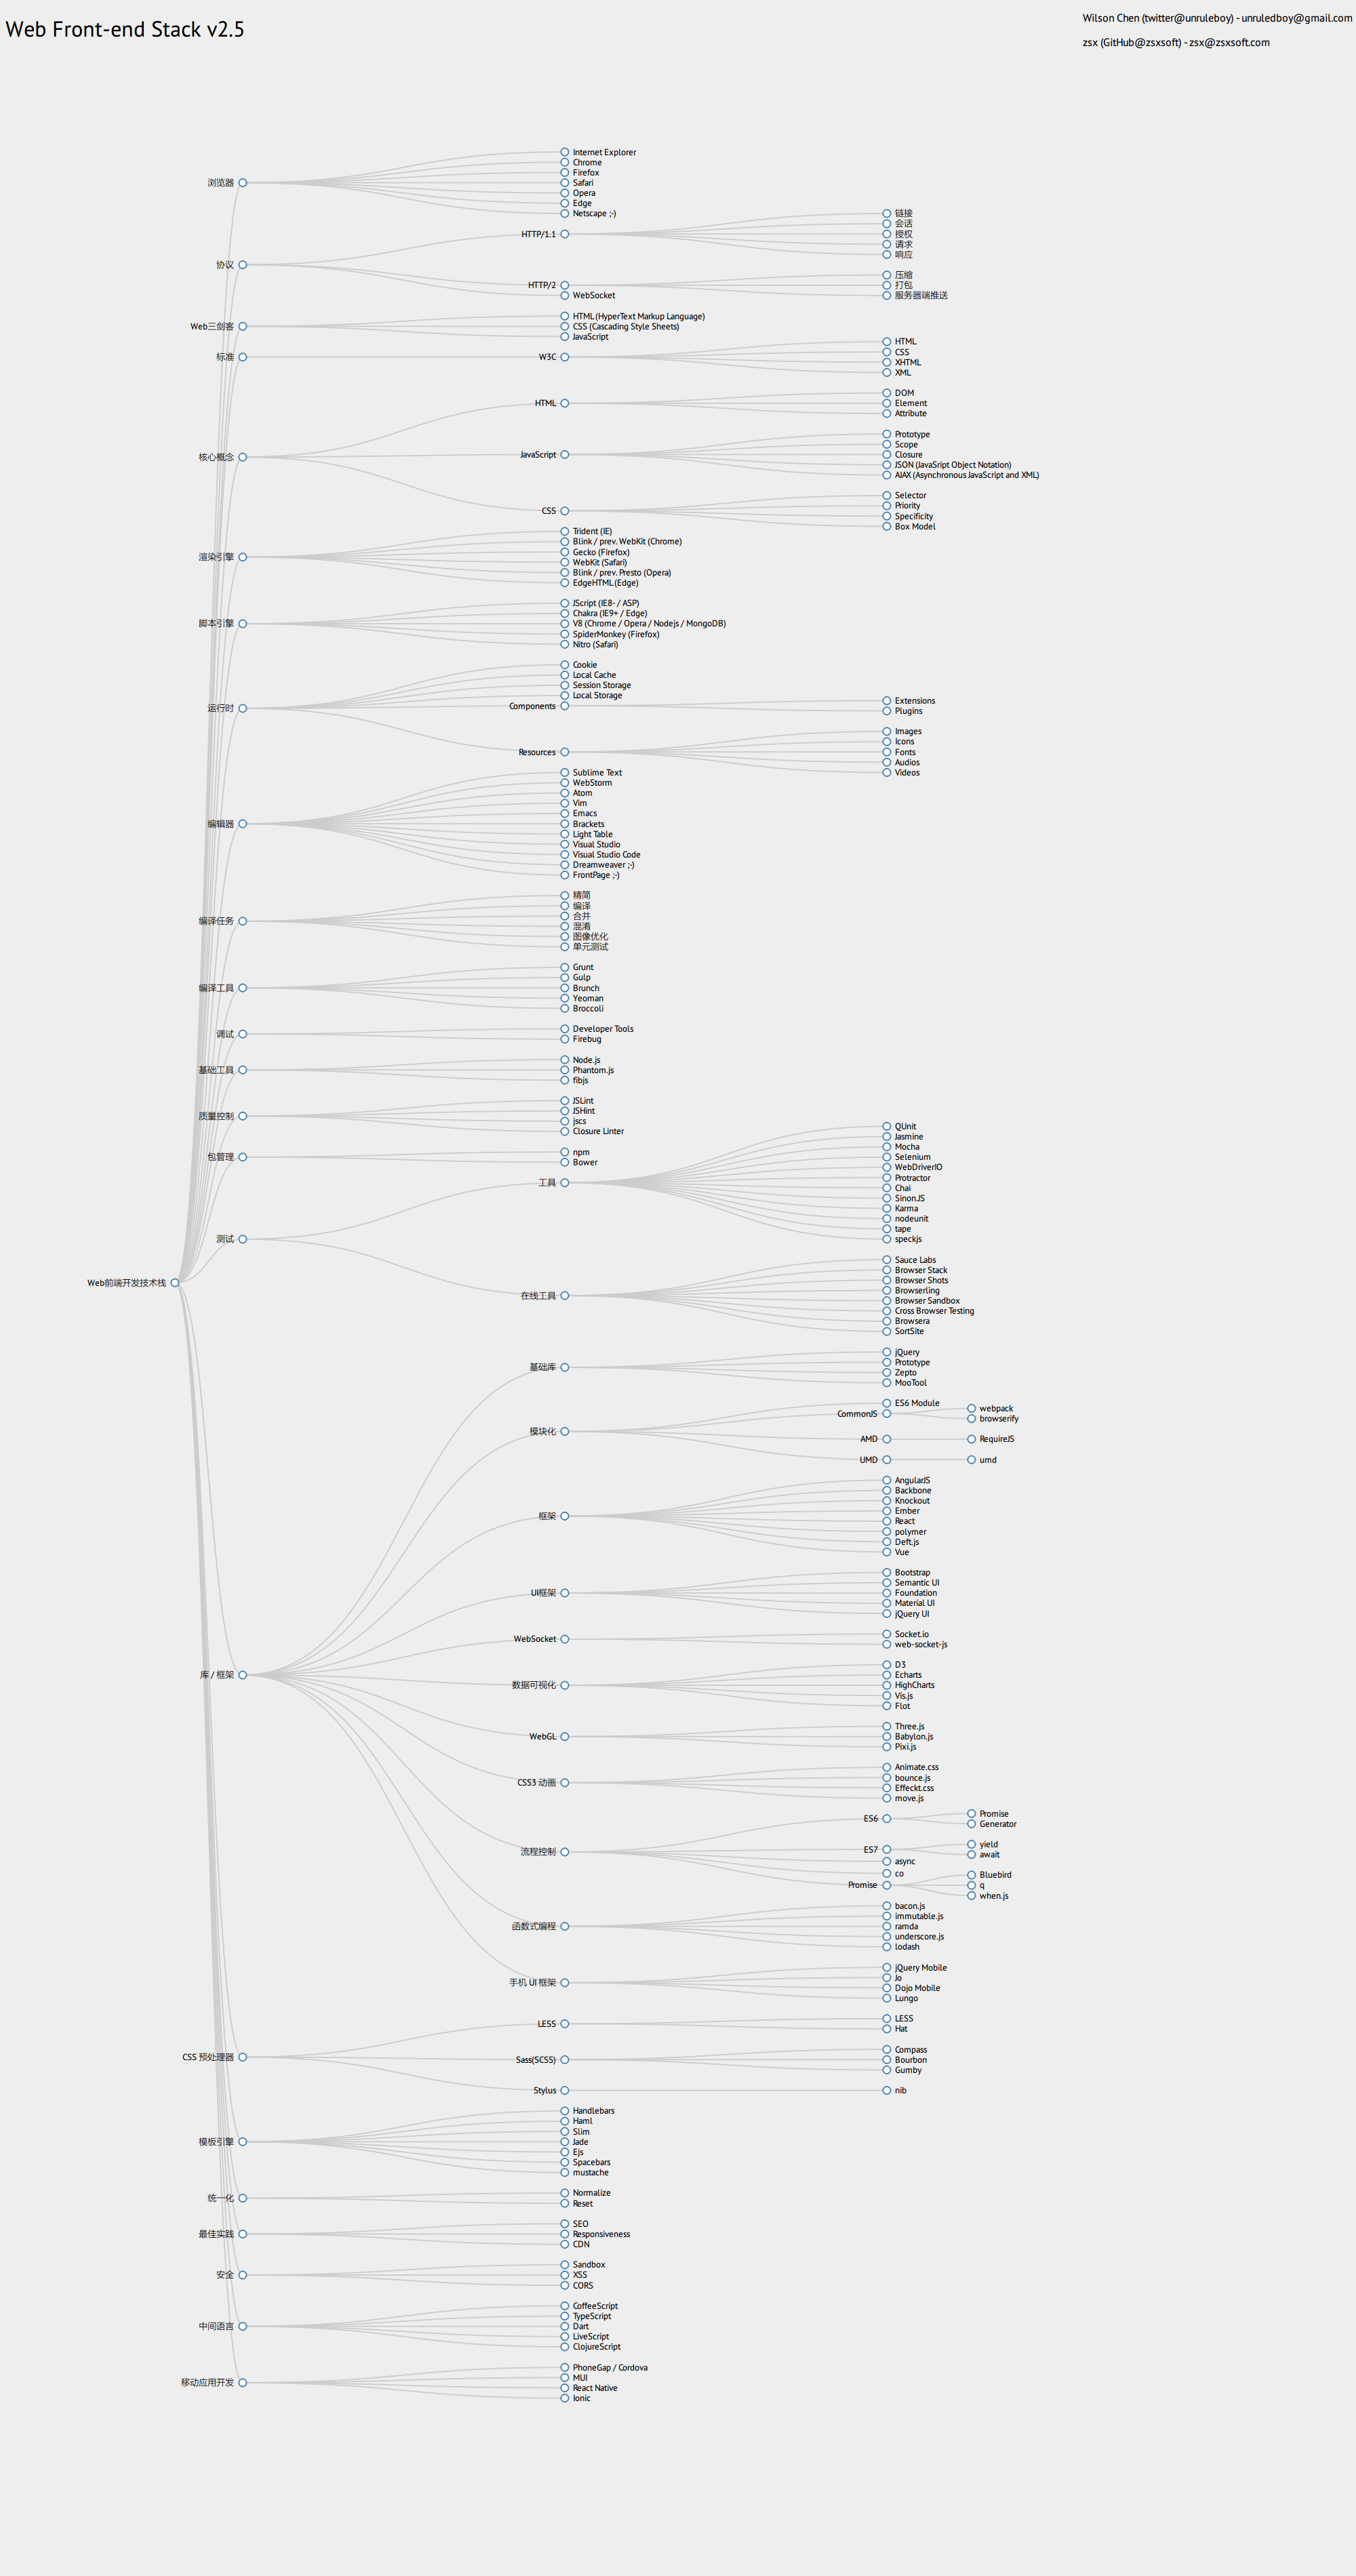 Web Front-end Stack v2.5
Wilson Chen (twitter@unruleboy) - unruledboy@gmail.com
zsx (GitHub@zsxsoft) - zsx@zsxsoft.com
Web前端开发技术栈
浏览器
Internet Explorer
Chrome
Firefox
Safari
Opera
Edge
Netscape ;-)
协议
HTTP/1.1
链接
会话
授权
请求
响应
HTTP/2
压缩
打包
服务器端推送
WebSocket
Web三剑客
HTML (HyperText Markup Language)
CSS (Cascading Style Sheets)
JavaScript
标准
W3C
HTML
CSS
XHTML
XML
核心概念
HTML
DOM
Element
Attribute
JavaScript
Prototype
Scope
Closure
JSON (JavaSript Object Notation)
AJAX (Asynchronous JavaScript and XML)
CSS
Selector
Priority
Specificity
Box Model
渲染引擎
Trident (IE)
Blink / prev. WebKit (Chrome)
Gecko (Firefox)
WebKit (Safari)
Blink / prev. Presto (Opera)
EdgeHTML (Edge)
脚本引擎
JScript (IE8- / ASP)
Chakra (IE9+ / Edge)
V8 (Chrome / Opera / Nodejs / MongoDB)
SpiderMonkey (Firefox)
Nitro (Safari)
运行时
Cookie
Local Cache
Session Storage
Local Storage
Components
Extensions
Plugins
Resources
Images
Icons
Fonts
Audios
Videos
编辑器
Sublime Text
WebStorm
Atom
Vim
Emacs
Brackets
Light Table
Visual Studio
Visual Studio Code
Dreamweaver ;-)
FrontPage ;-)
编译任务
精简
编译
合并
混淆
图像优化
单元测试
编译工具
Grunt
Gulp
Brunch
Yeoman
Broccoli
调试
Developer Tools
Firebug
基础工具
Node.js
Phantom.js
fibjs
质量控制
JSLint
JSHint
jscs
Closure Linter
包管理
npm
Bower
测试
工具
QUnit
Jasmine
Mocha
Selenium
WebDriverIO
Protractor
Chai
Sinon.JS
Karma
nodeunit
tape
speckjs
在线工具
Sauce Labs
Browser Stack
Browser Shots
Browserling
Browser Sandbox
Cross Browser Testing
Browsera
SortSite
库 / 框架
基础库
jQuery
Prototype
Zepto
MooTool
模块化
ES6 Module
CommonJS
webpack
browserify
AMD
RequireJS
UMD
umd
框架
AngularJS
Backbone
Knockout
Ember
React
polymer
Deft.js
Vue
UI框架
Bootstrap
Semantic UI
Foundation
Material UI
jQuery UI
WebSocket
Socket.io
web-socket-js
数据可视化
D3
Echarts
HighCharts
Vis.js
Flot
WebGL
Three.js
Babylon.js
Pixi.js
CSS3 动画
Animate.css
bounce.js
Effeckt.css
move.js
流程控制
ES6
Promise
Generator
ES7
yield
await
async
co
Promise
Bluebird
q
when.js
函数式编程
bacon.js
immutable.js
ramda
underscore.js
lodash
手机 UI 框架
jQuery Mobile
Jo
Dojo Mobile
Lungo
CSS 预处理器
LESS
LESS
Hat
Sass(SCSS)
Compass
Bourbon
Gumby
Stylus
nib
模板引擎
Handlebars
Haml
Slim
Jade
Ejs
Spacebars
mustache
统一化
Normalize
Reset
最佳实践
SEO
Responsiveness
CDN
安全
Sandbox
XSS
CORS
中间语言
CoffeeScript
TypeScript
Dart
LiveScript
ClojureScript
移动应用开发
PhoneGap / Cordova
MUI
React Native
Ionic